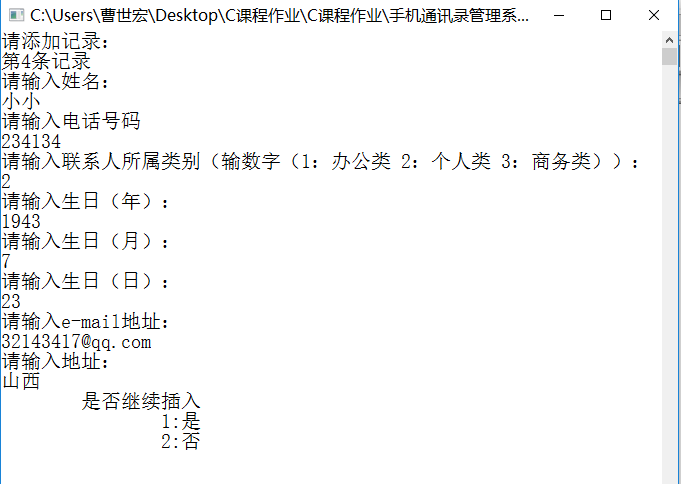 C:\Users\曹世宏\Desktop\C课程作业\C课程作业\手机通讯录管理系...
请添加记录:
第4条记录
请输入姓名:
小小
请输入电话号码
234134
请输入联系人所属类别（输数字（1: 办公类 2: 个人类 3: 商务类））:
2
请输入生日（年）:
1943
请输入生日（月）:
7
请输入生日（日）:
23
请输入e-mail地址:
32143417@qq.com
请输入地址:
山西
是否继续插入
1:是
2:否